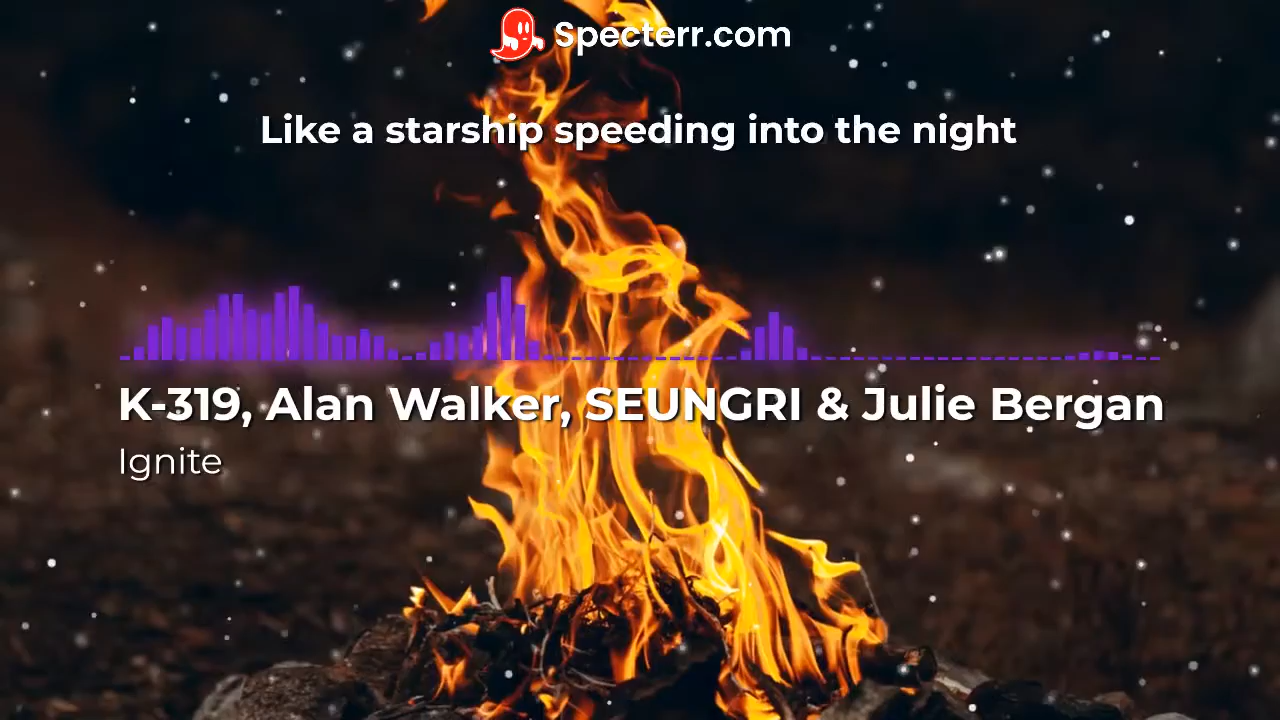 Specterr.com
Like a starship speeding into the night
K-319, Alan Walker, SEUNGRI & Julie Bergan
Ignite